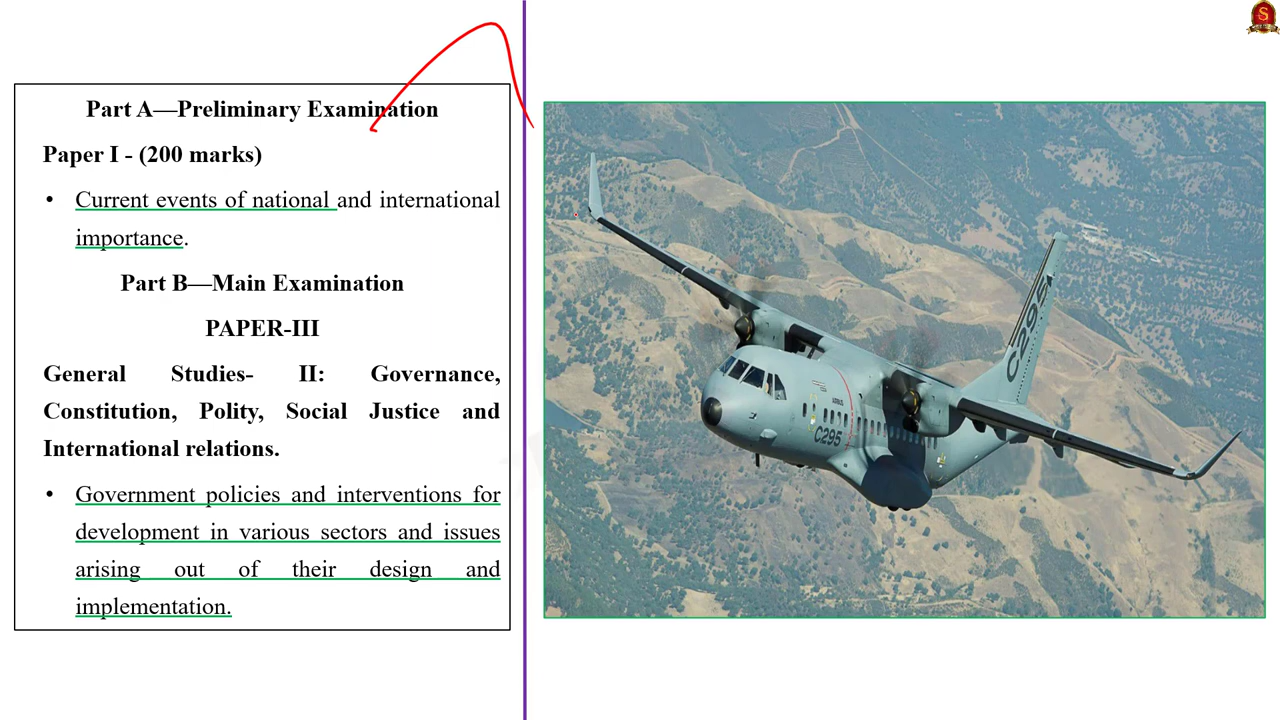 Part A—Preliminary Examination
Paper I - (200 marks)
• Current events of national and international
importance.
Part B—Main Examination
PAPER-III
General Studies- II: Governance,
Constitution, Polity, Social Justice and
International relations.
• Government policies and interventions for
development in various sectors and issues
arising out of their design and
implementation.
S
C295
C295